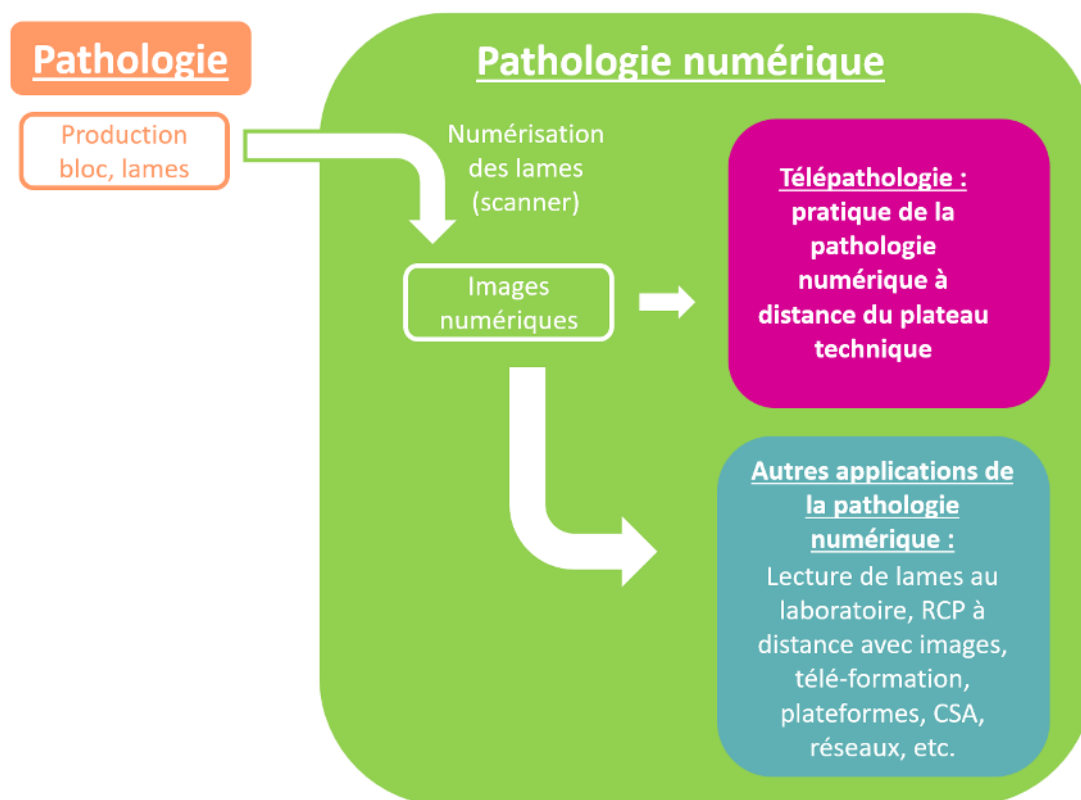 Pathologie
Production
bloc, lames
Pathologie numérique
Numérisation
des lames
(scanner)
Images
numériques
Télépathologie :
pratique de la
pathologie
numérique à
distance du plateau
technique
Autres applications de
la pathologie
numérique :
Lecture de lames au
laboratoire, RCP à
distance avec images,
télé-formation,
plateformes, CSA,
réseaux, etc.